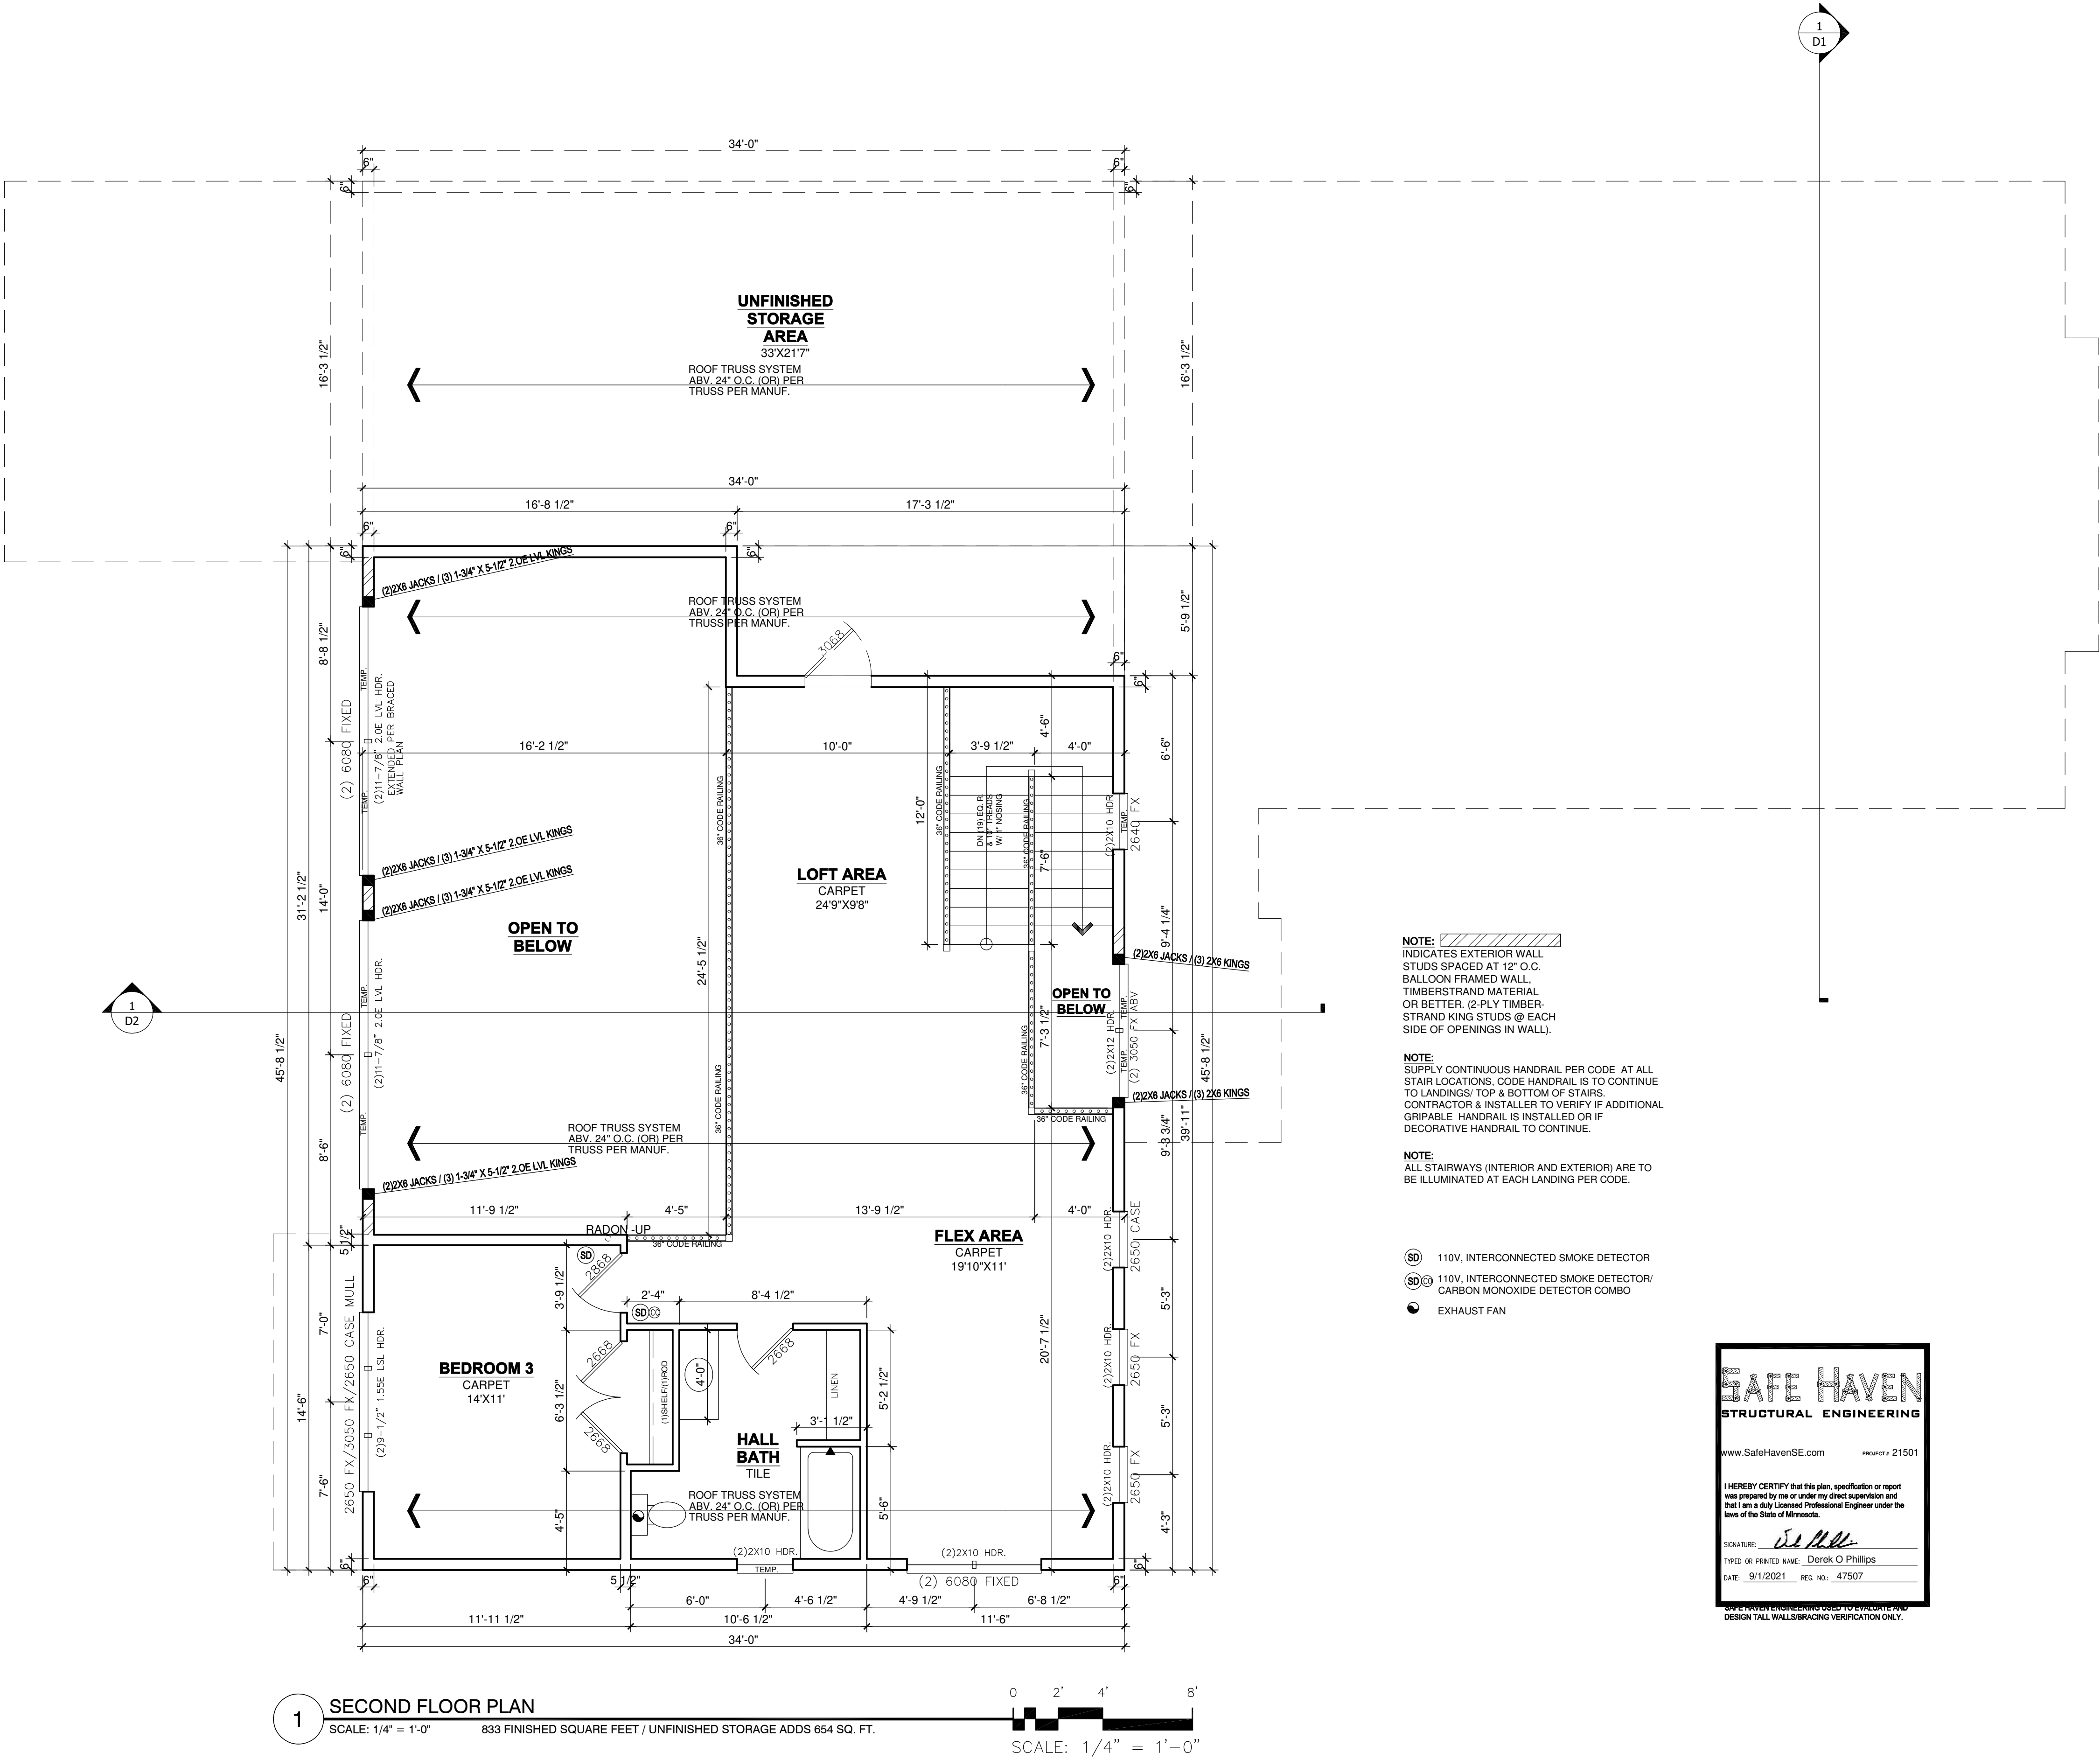 1
D1
34'-0"
6"
6"
6"
6"
UNFINISHED
STORAGE
AREA
33'X21'7"
ROOF TRUSS SYSTEM
ABV. 24" O.C. (OR) PER
TRUSS PER MANUF.
16'-3 1/2"
16'-3 1/2"
34'-0"
16'-8 1/2"
17'-3 1/2"
6"
6"
6"
6"
(2)2X6 JACKS / (3) 1-3/4" X 5-1/2" 2.OE LVL KINGS
ROOF TRUSS SYSTEM
ABV. 24" O.C. (OR) PER
TRUSS PER MANUF.
8'-8 1/2"
5'-9 1/2"
3068
6"
6"
TEMP.
(2) 6080 FIXED
(2)11-7/8" 2.0E LVL HDR.
EXTENDED PER BRACED
WALL PLAN
TEMP.
16'-2 1/2"
10'-0"
3'-9 1/2"
4'-0"
4'-6"
6'-6"
36" CODE RAILING
12'-0"
36" CODE RAILING
DN (19) EQ. R.
& 10" TREADS
W/ 1" NOSING
36" CODE RAILING
7'-6"
(2)2X10 HDR.
TEMP.
2640 FX
(2)2X6 JACKS / (3) 1-3/4" X 5-1/2" 2.OE LVL KINGS
(2)2X6 JACKS / (3) 1-3/4" X 5-1/2" 2.OE LVL KINGS
LOFT AREA
CARPET
24'9"X9'8"
31'-2 1/2"
14'-0"
OPEN TO
BELOW
24'-5 1/2"
9'-4 1/4"
(2)2X6 JACKS / (3) 2X6 KINGS
OPEN TO
BELOW
1
D2
TEMP.
(2) 6080 FIXED
(2)11-7/8" 2.0E LVL HDR.
TEMP.
45'-8 1/2"
7'-3 1/2"
36" CODE RAILING
36" CODE RAILING
(2)2X12 HDR.
TEMP.
TEMP.
(2) 3050 FX ABV
45'-8 1/2"
(2)2X6 JACKS / (3) 2X6 KINGS
36" CODE RAILING
39'-11"
9'-3 3/4"
ROOF TRUSS SYSTEM
ABV. 24" O.C. (OR) PER
TRUSS PER MANUF.
8'-6"
(2)2X6 JACKS / (3) 1-3/4" X 5-1/2" 2.OE LVL KINGS
11'-9 1/2"
4'-5"
13'-9 1/2"
4'-0"
RADON -UP
36" CODE RAILING
5 1/2"
SD
2868
FLEX AREA
CARPET
19'10"X11'
(2)2X10 HDR.
2650 CASE
3'-9 1/2"
2'-4"
8'-4 1/2"
SD CO
5'-3"
7'-0"
2650 FX/3050 FX/2650 CASE MULL
(2)9-1/2" 1.55E LSL HDR.
20'-7 1/2"
2668
2668
(2)2X10 HDR.
2650 FX
BEDROOM 3
CARPET
14'X11'
14'-6"
6'-3 1/2"
(1)SHELF/(1)ROD
4'-0"
LINEN
5'-2 1/2"
3'-1 1/2"
5'-3"
2668
HALL
BATH
TILE
7'-6"
(2)2X10 HDR.
2650 FX
ROOF TRUSS SYSTEM
ABV. 24" O.C. (OR) PER
TRUSS PER MANUF.
4'-5"
5'-6"
4'-3"
(2)2X10 HDR.
TEMP.
(2)2X10 HDR.
(2) 6080 FIXED
6"
6"
6"
5 1/2"
6"
6'-0"
4'-6 1/2"
4'-9 1/2"
6'-8 1/2"
11'-11 1/2"
10'-6 1/2"
11'-6"
34'-0"
NOTE:
INDICATES EXTERIOR WALL
STUDS SPACED AT 12" O.C.
BALLOON FRAMED WALL,
TIMBERSTRAND MATERIAL
OR BETTER. (2-PLY TIMBER-
STRAND KING STUDS @ EACH
SIDE OF OPENINGS IN WALL).
NOTE:
SUPPLY CONTINUOUS HANDRAIL PER CODE AT ALL
STAIR LOCATIONS, CODE HANDRAIL IS TO CONTINUE
TO LANDINGS/ TOP & BOTTOM OF STAIRS.
CONTRACTOR & INSTALLER TO VERIFY IF ADDITIONAL
GRIPABLE HANDRAIL IS INSTALLED OR IF
DECORATIVE HANDRAIL TO CONTINUE.
NOTE:
ALL STAIRWAYS (INTERIOR AND EXTERIOR) ARE TO
BE ILLUMINATED AT EACH LANDING PER CODE.
SD 110V, INTERCONNECTED SMOKE DETECTOR
SD CO 110V, INTERCONNECTED SMOKE DETECTOR/
CARBON MONOXIDE DETECTOR COMBO
EXHAUST FAN
SAFE HAVEN
STRUCTURAL ENGINEERING
www.SafeHavenSE.com PROJECT # 21501
I HEREBY CERTIFY that this plan, specification or report
was prepared by me or under my direct supervision and
that I am a duly Licensed Professional Engineer under the
laws of the State of Minnesota.
SIGNATURE:
TYPED OR PRINTED NAME: Derek O Phillips
DATE: 9/1/2021 REG. NO.: 47507
SAFE HAVEN ENGINEERING USED TO EVALUATE AND
DESIGN TALL WALLS/BRACING VERIFICATION ONLY.
1
SECOND FLOOR PLAN
SCALE: 1/4" = 1'-0" 833 FINISHED SQUARE FEET / UNFINISHED STORAGE ADDS 654 SQ. FT.
0 2' 4' 8'
SCALE: 1/4" = 1'-0"